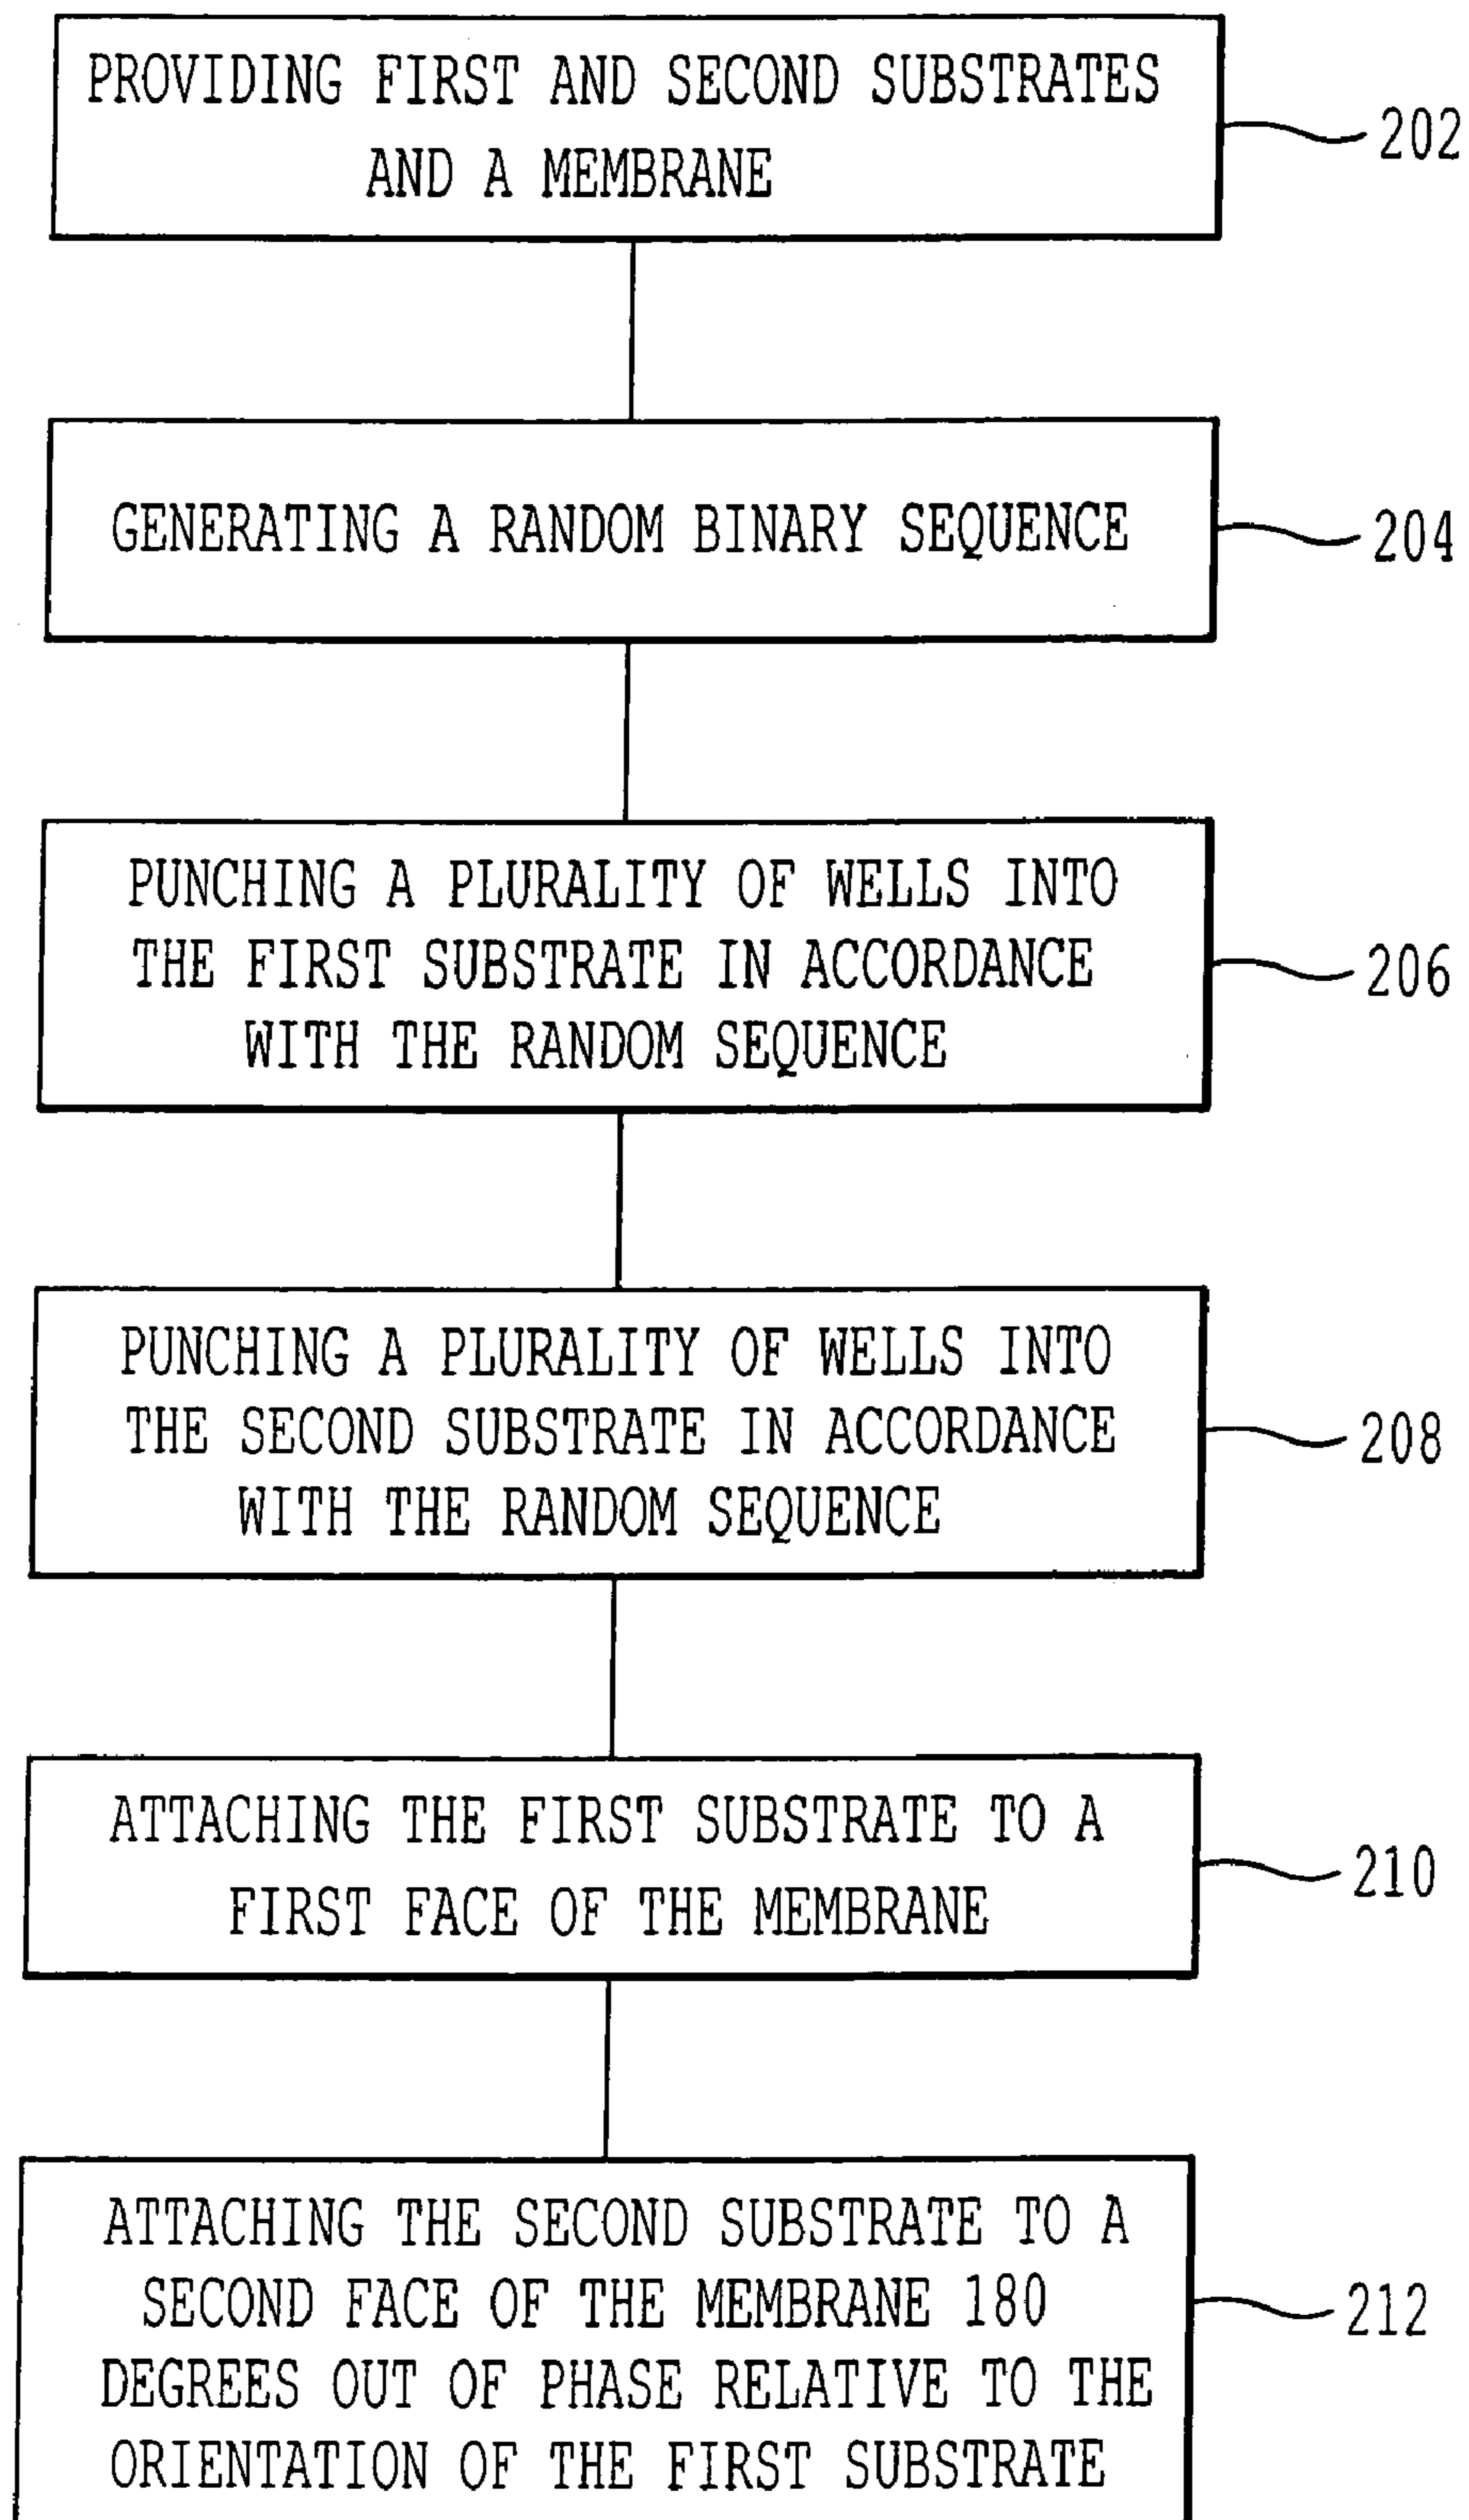 PROVIDING FIRST AND SECOND SUBSTRATES
AND A MEMBRANE
202
GENERATING A RANDOM BINARY SEQUENCE
204
PUNCHING A PLURALITY OF WELLS INTO
THE FIRST SUBSTRATE IN ACCORDANCE
WITH THE RANDOM SEQUENCE
206
PUNCHING A PLURALITY OF WELLS INTO
THE SECOND SUBSTRATE IN ACCORDANCE
WITH THE RANDOM SEQUENCE
208
ATTACHING THE FIRST SUBSTRATE TO A
FIRST FACE OF THE MEMBRANE
210
ATTACHING THE SECOND SUBSTRATE TO A
SECOND FACE OF THE MEMBRANE 180
DEGREES OUT OF PHASE RELATIVE TO THE
ORIENTATION OF THE FIRST SUBSTRATE
212